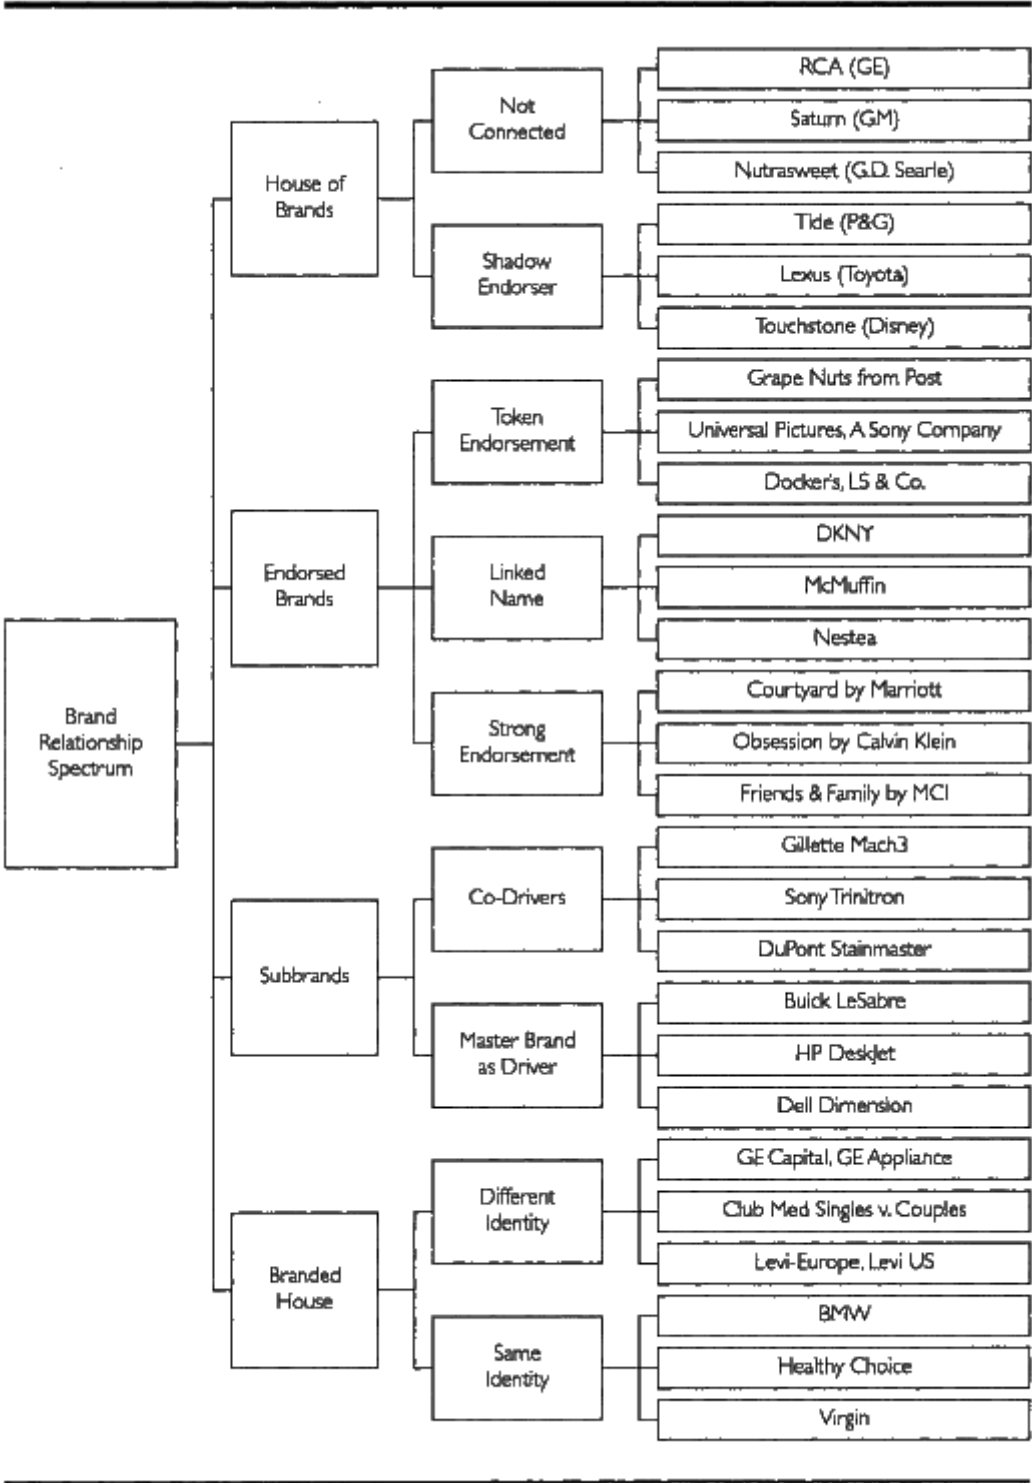 Brand
Relationship
Spectrum
House of
Brands
Not
Connected
RCA (GE)
Saturn (GM)
Nutrasweet (G.D. Searle)
Shadow
Endorser
Tide (P&G)
Lexus (Toyota)
Touchstone (Disney)
Endorsed
Brands
Token
Endorsement
Grape Nuts from Post
Universal Pictures, A Sony Company
Docker's, LS & Co.
Linked
Name
DKNY
McMuffin
Nestea
Strong
Endorsement
Courtyard by Marriott
Obsession by Calvin Klein
Friends & Family by MCI
Subbrands
Co-Drivers
Gillette Mach3
Sony Trinitron
DuPont Stainmaster
Master Brand
as Driver
Buick LeSabre
HP DeskJet
Dell Dimension
Branded
House
Different
Identity
GE Capital, GE Appliance
Club Med Singles v. Couples
Levi-Europe, Levi US
Same
Identity
BMW
Healthy Choice
Virgin